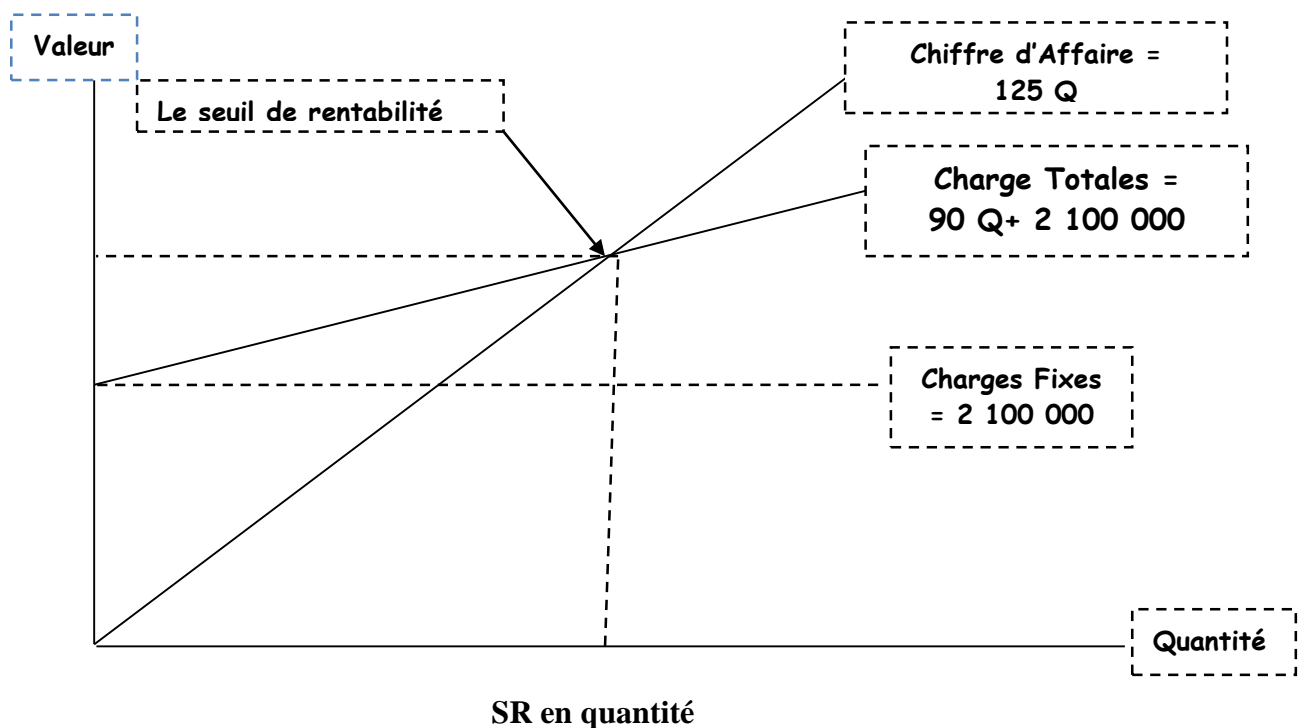 Valeur
Le seuil de rentabilité
Chiffre d’Affaire =
125 Q
Charge Totales =
90 Q+ 2 100 000
Charges Fixes
= 2 100 000
Quantité
SR en quantité